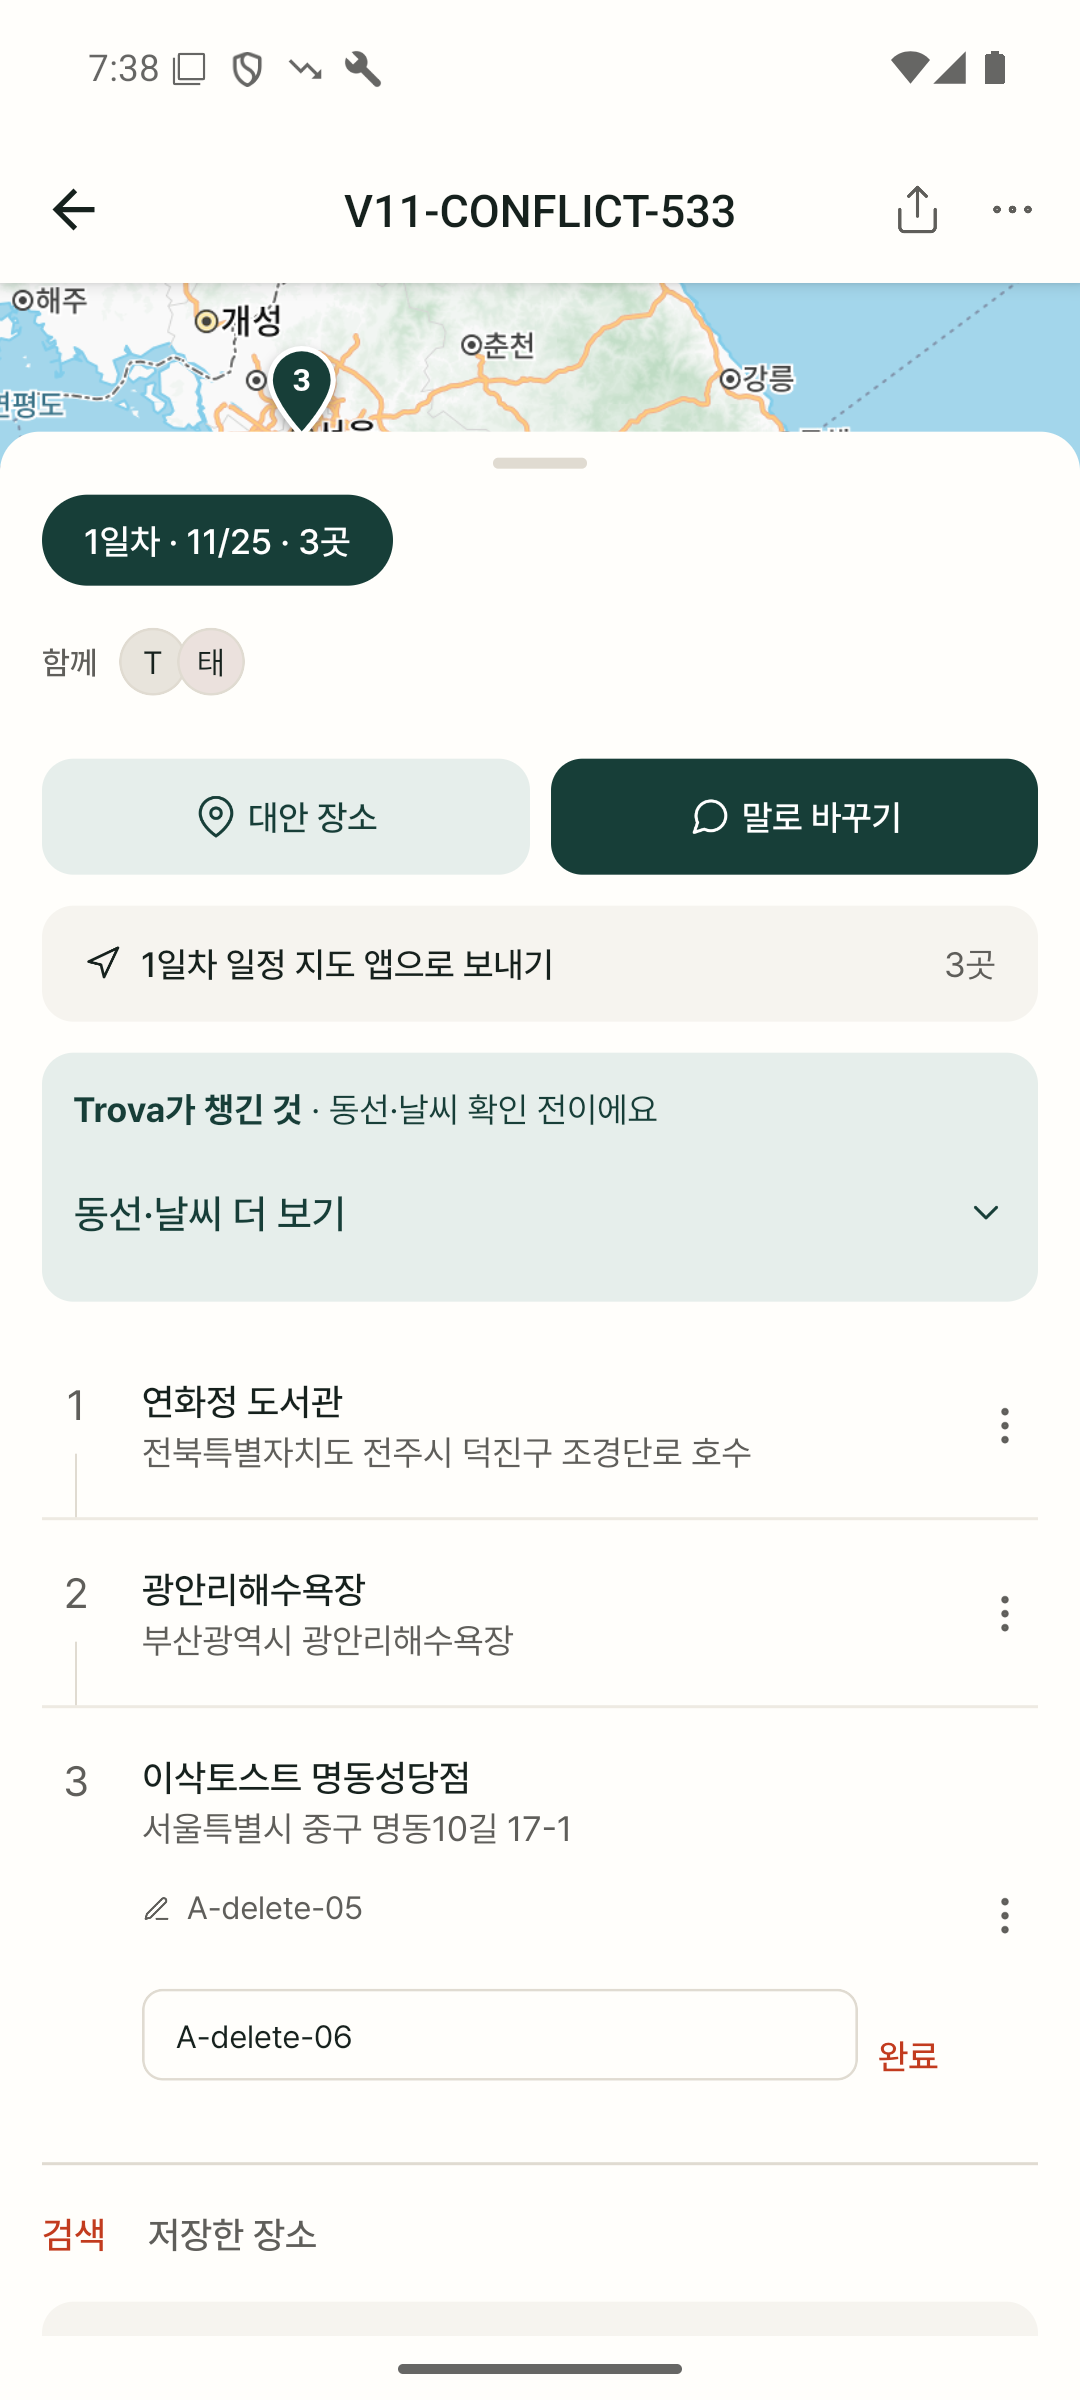 7:38
V11-CONFLICT-533
해주
개성
춘천
강릉
연평도
3
1일차 · 11/25 · 3곳
함께 T 태
대안 장소
말로 바꾸기
1일차 일정 지도 앱으로 보내기 3곳
Trova가 챙긴 것 · 동선·날씨 확인 전이에요
동선·날씨 더 보기
1 연화정 도서관
전북특별자치도 전주시 덕진구 조경단로 호수
2 광안리해수욕장
부산광역시 광안리해수욕장
3 이삭토스트 명동성당점
서울특별시 중구 명동10길 17-1
A-delete-05
A-delete-06
완료
검색 저장한 장소